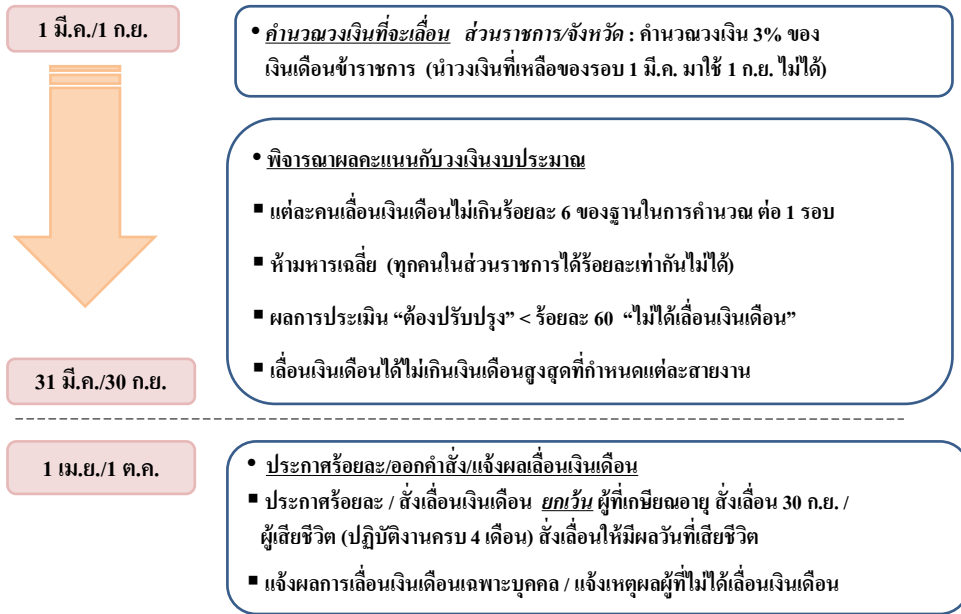 1 มี.ค./1 ก.ย.
• คำนวณวงเงินที่จะเลื่อน ส่วนราชการ/จังหวัด : คำนวณวงเงิน 3% ของ
เงินเดือนข้าราชการ (นำวงเงินที่เหลือของรอบ 1 มี.ค. มาใช้ 1 ก.ย. ไม่ได้)
• พิจารณาผลคะแนนกับวงเงินงบประมาณ
▪ แต่ละคนเลื่อนเงินเดือนไม่เกินร้อยละ 6 ของฐานในการคำนวณ ต่อ 1 รอบ
▪ ห้ามหารเฉลี่ย (ทุกคนในส่วนราชการได้ร้อยละเท่ากันไม่ได้)
▪ ผลการประเมิน “ต้องปรับปรุง” < ร้อยละ 60 “ไม่ได้เลื่อนเงินเดือน”
▪ เลื่อนเงินเดือนได้ไม่เกินเงินเดือนสูงสุดที่กำหนดแต่ละสายงาน
31 มี.ค./30 ก.ย.
1 เม.ย./1 ต.ค.
• ประกาศร้อยละ/ออกคำสั่ง/แจ้งผลเลื่อนเงินเดือน
▪ ประกาศร้อยละ / สั่งเลื่อนเงินเดือน ยกเว้น ผู้ที่เกษียณอายุ สั่งเลื่อน 30 ก.ย. /
ผู้เสียชีวิต (ปฏิบัติงานครบ 4 เดือน) สั่งเลื่อนให้มีผลวันที่เสียชีวิต
▪ แจ้งผลการเลื่อนเงินเดือนเฉพาะบุคคล / แจ้งเหตุผลผู้ที่ไม่ได้เลื่อนเงินเดือน